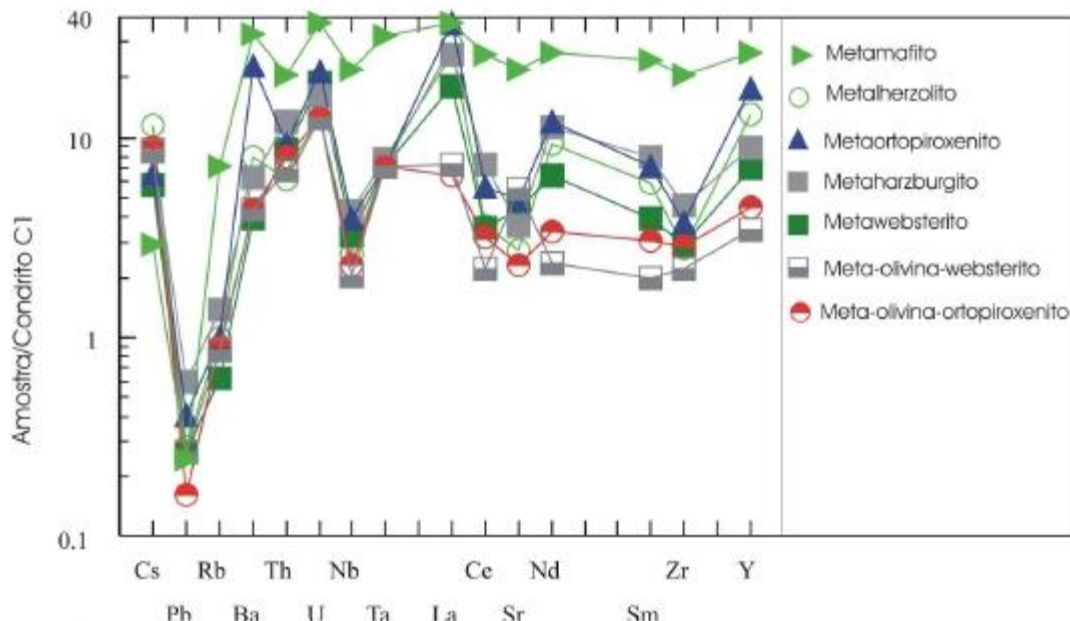 40
10
1
0.1
Amostra/Condrito C1
Cs Rb Th Nb Ce Nd Zr Y
Pb Ba U Ta La Sr Sm
Metamafito
Metalherzolito
Metaortopiroxenito
Metaharzburgito
Metawebsterito
Meta-olivina-websterito
Meta-olivina-ortopiroxenito